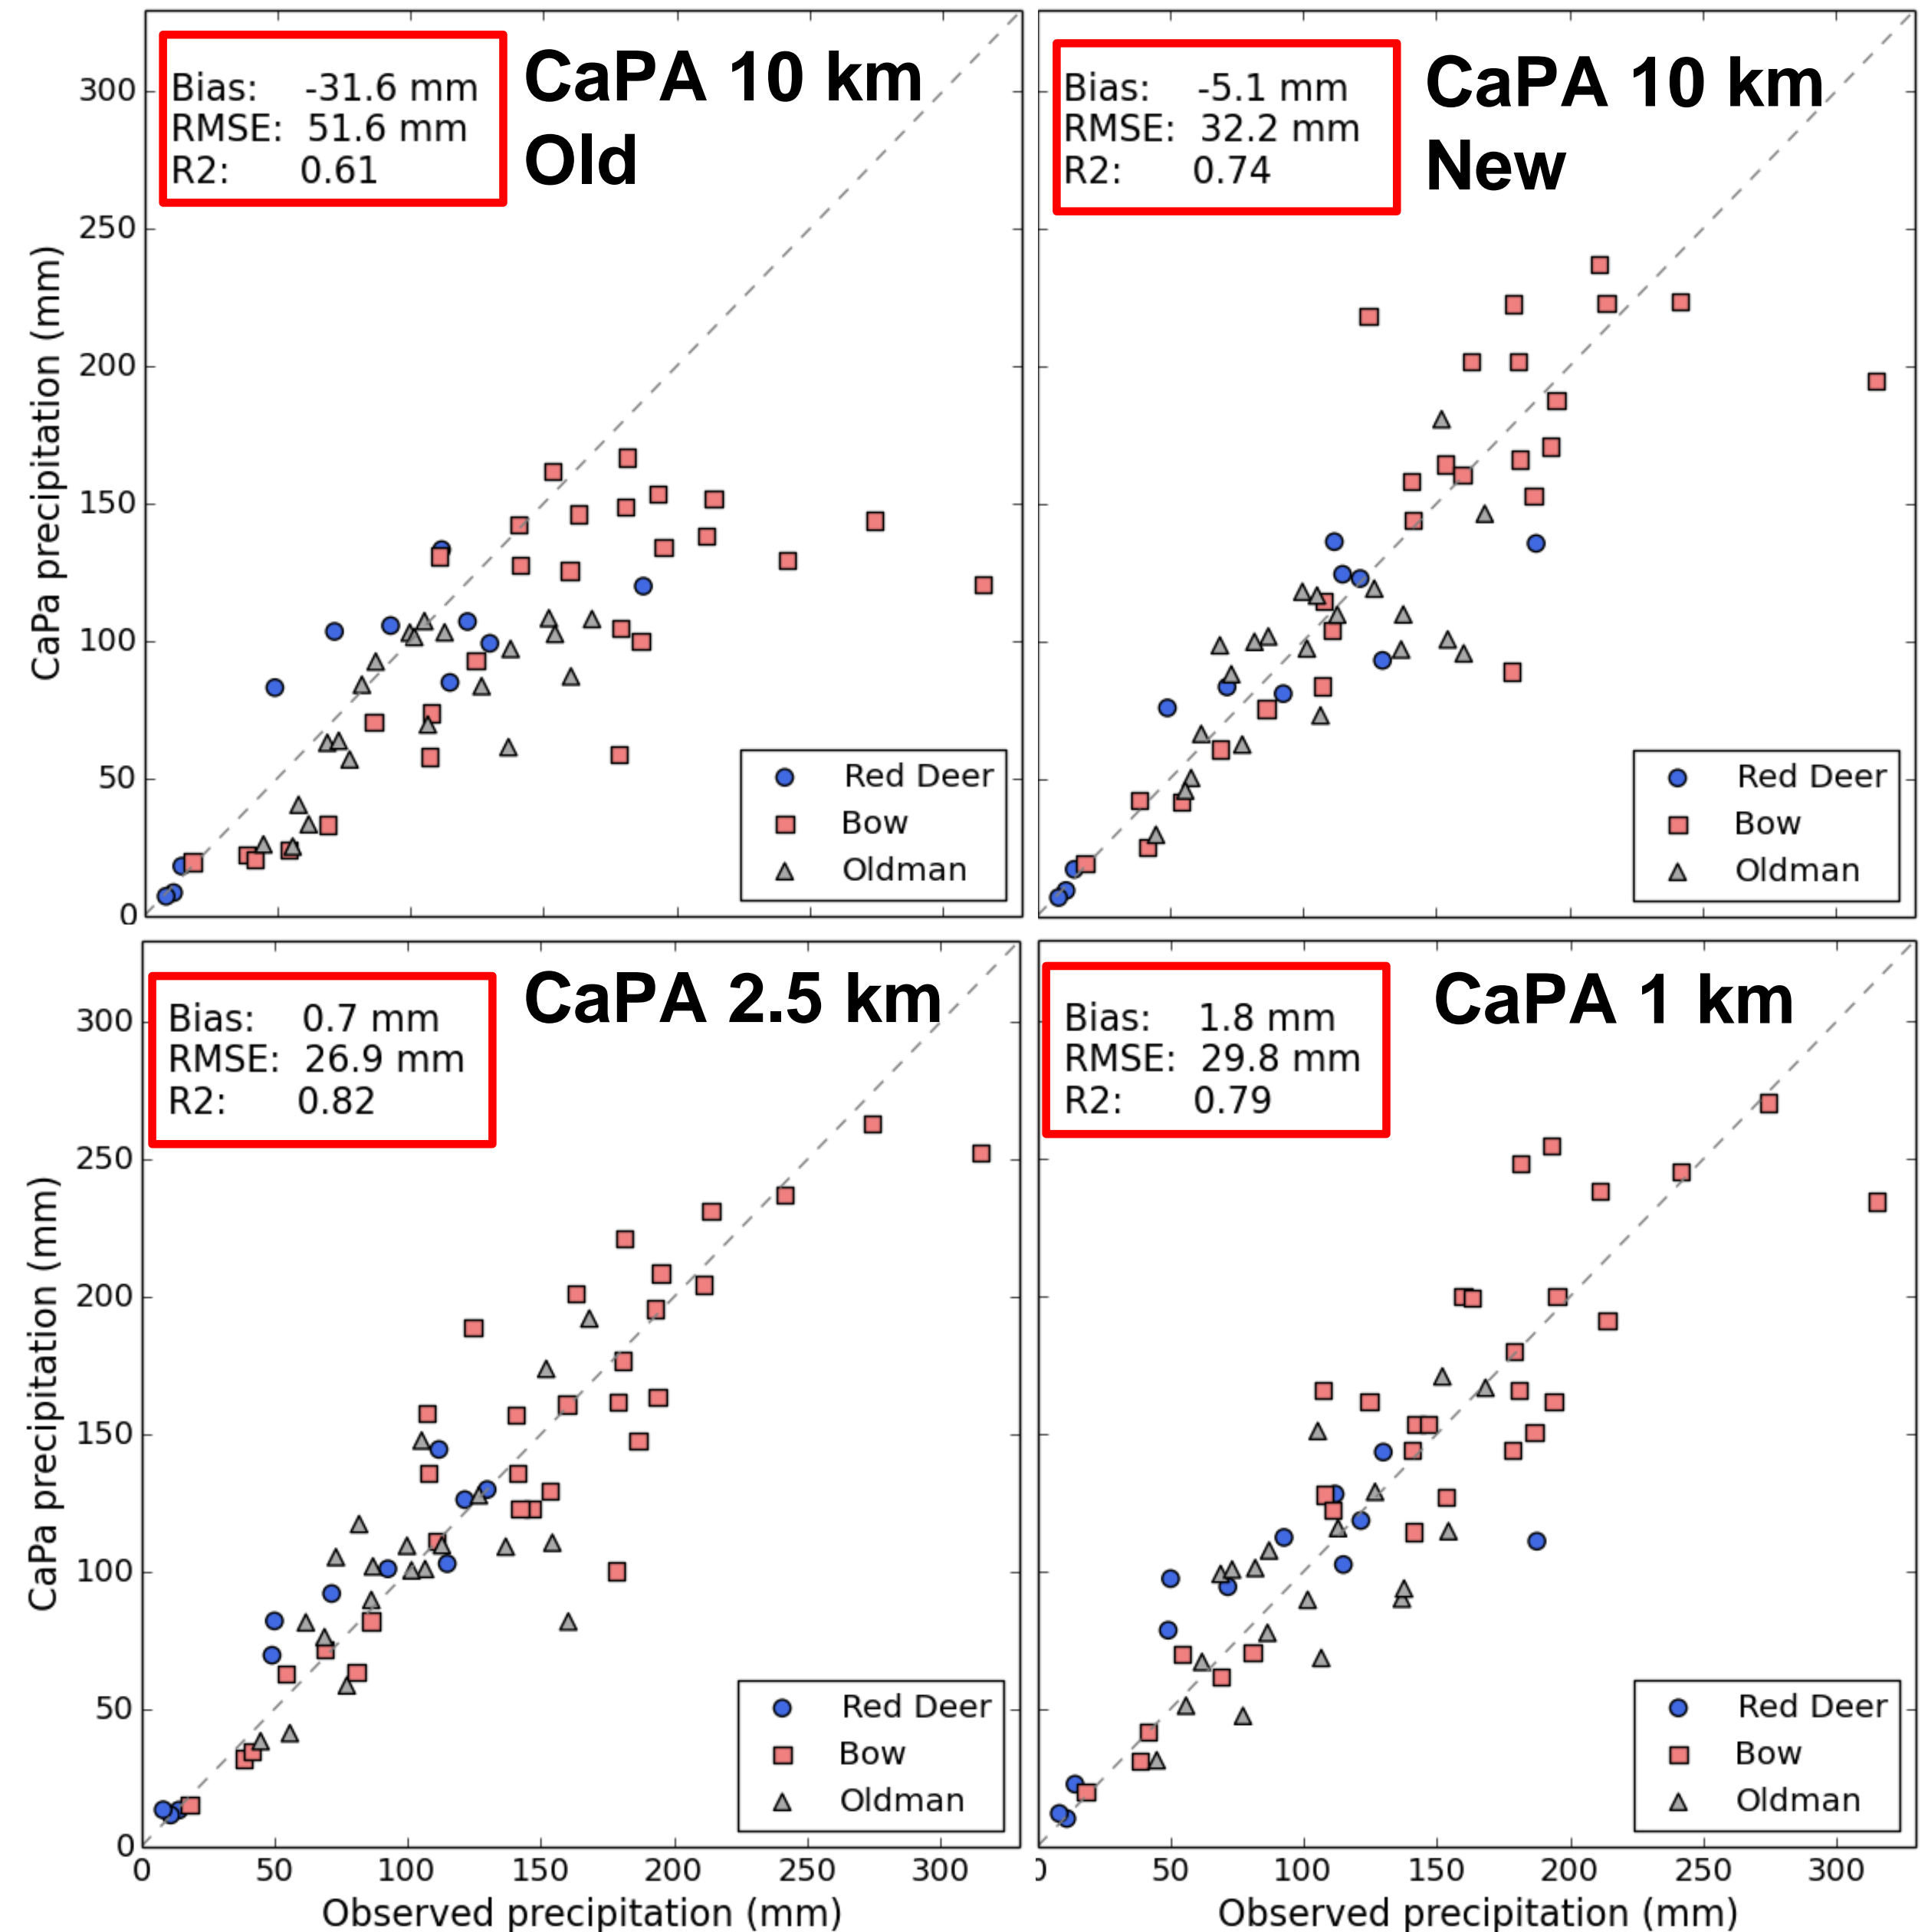 CaPA 10 km
Old
Bias: -31.6 mm
RMSE: 51.6 mm
R2: 0.61
CaPa precipitation (mm)
300
250
200
150
100
50
0
Red Deer
Bow
Oldman
CaPA 10 km
New
Bias: -5.1 mm
RMSE: 32.2 mm
R2: 0.74
Red Deer
Bow
Oldman
CaPA 2.5 km
Bias: 0.7 mm
RMSE: 26.9 mm
R2: 0.82
CaPa precipitation (mm)
300
250
200
150
100
50
0
Red Deer
Bow
Oldman
0 50 100 150 200 250 300
Observed precipitation (mm)
CaPA 1 km
Bias: 1.8 mm
RMSE: 29.8 mm
R2: 0.79
Red Deer
Bow
Oldman
0 50 100 150 200 250 300
Observed precipitation (mm)